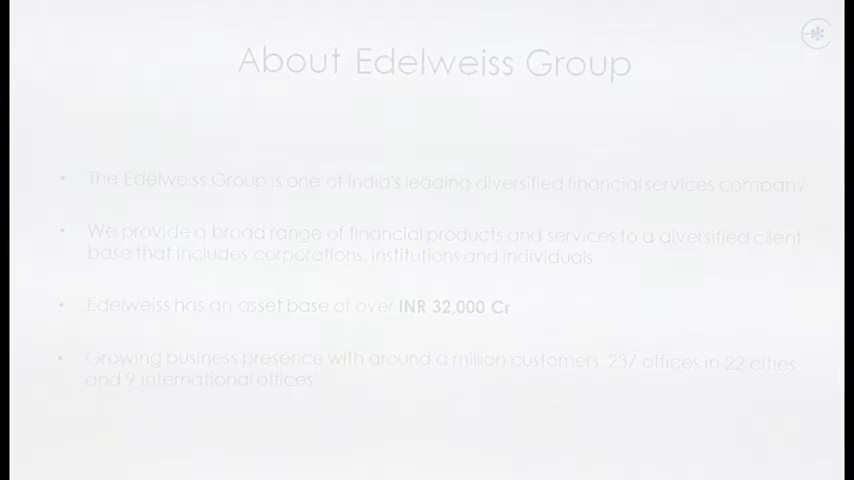 About Edelweiss Group
• The Edelweiss Group is one of India's leading diversified financial services company
• We provide a broad range of financial products and services to a diversified client
base that includes corporations, institutions and individuals
• Edelweiss has an asset base of over INR 32,000 Cr
• Growing business presence with around a million customers, 237 offices in 22 cities
and 9 international offices